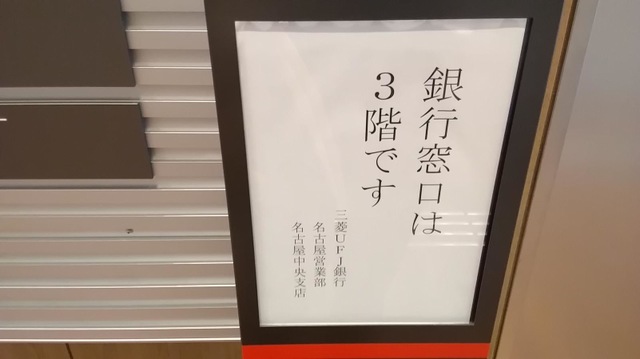 銀行窓口は
３階です
三菱ＵＦＪ銀行
名古屋営業部
名古屋中央支店